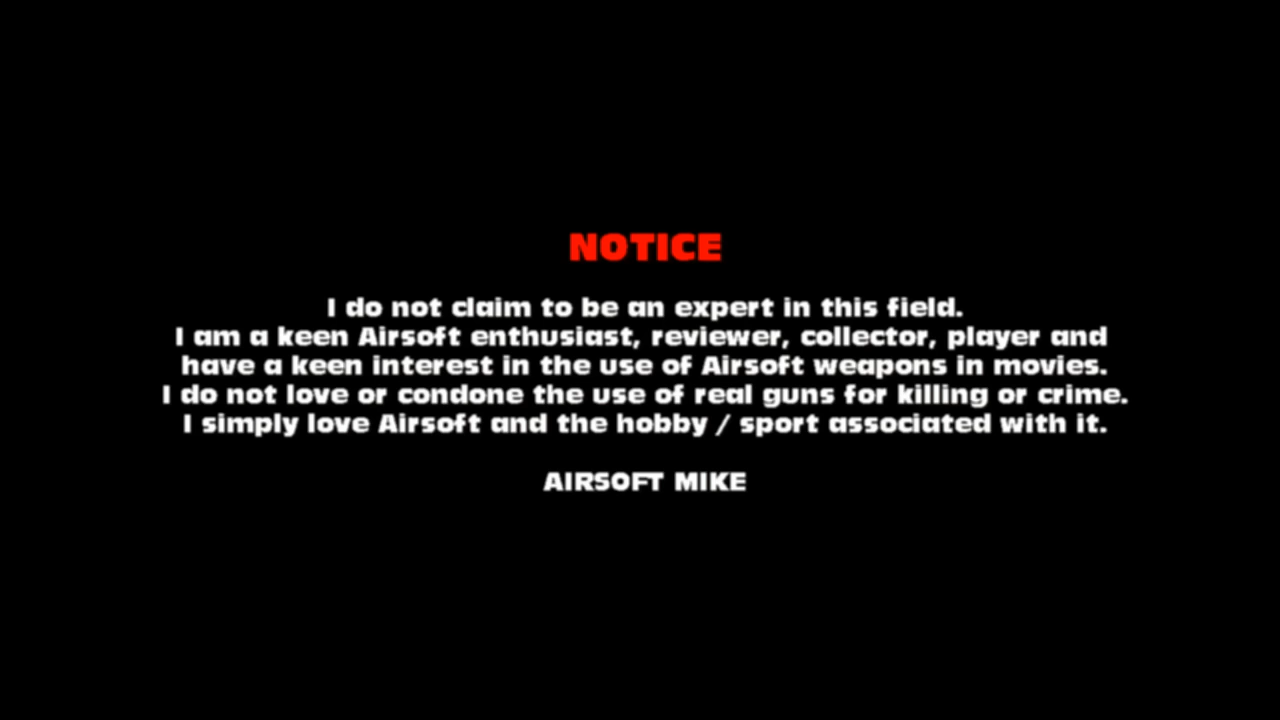 NOTICE
I do not claim to be an expert in this field.
I am a keen Airsoft enthusiast, reviewer, collector, player and
have a keen interest in the use of Airsoft weapons in movies.
I do not love or condone the use of real guns for killing or crime.
I simply love Airsoft and the hobby / sport associated with it.
AIRSOFT MIKE